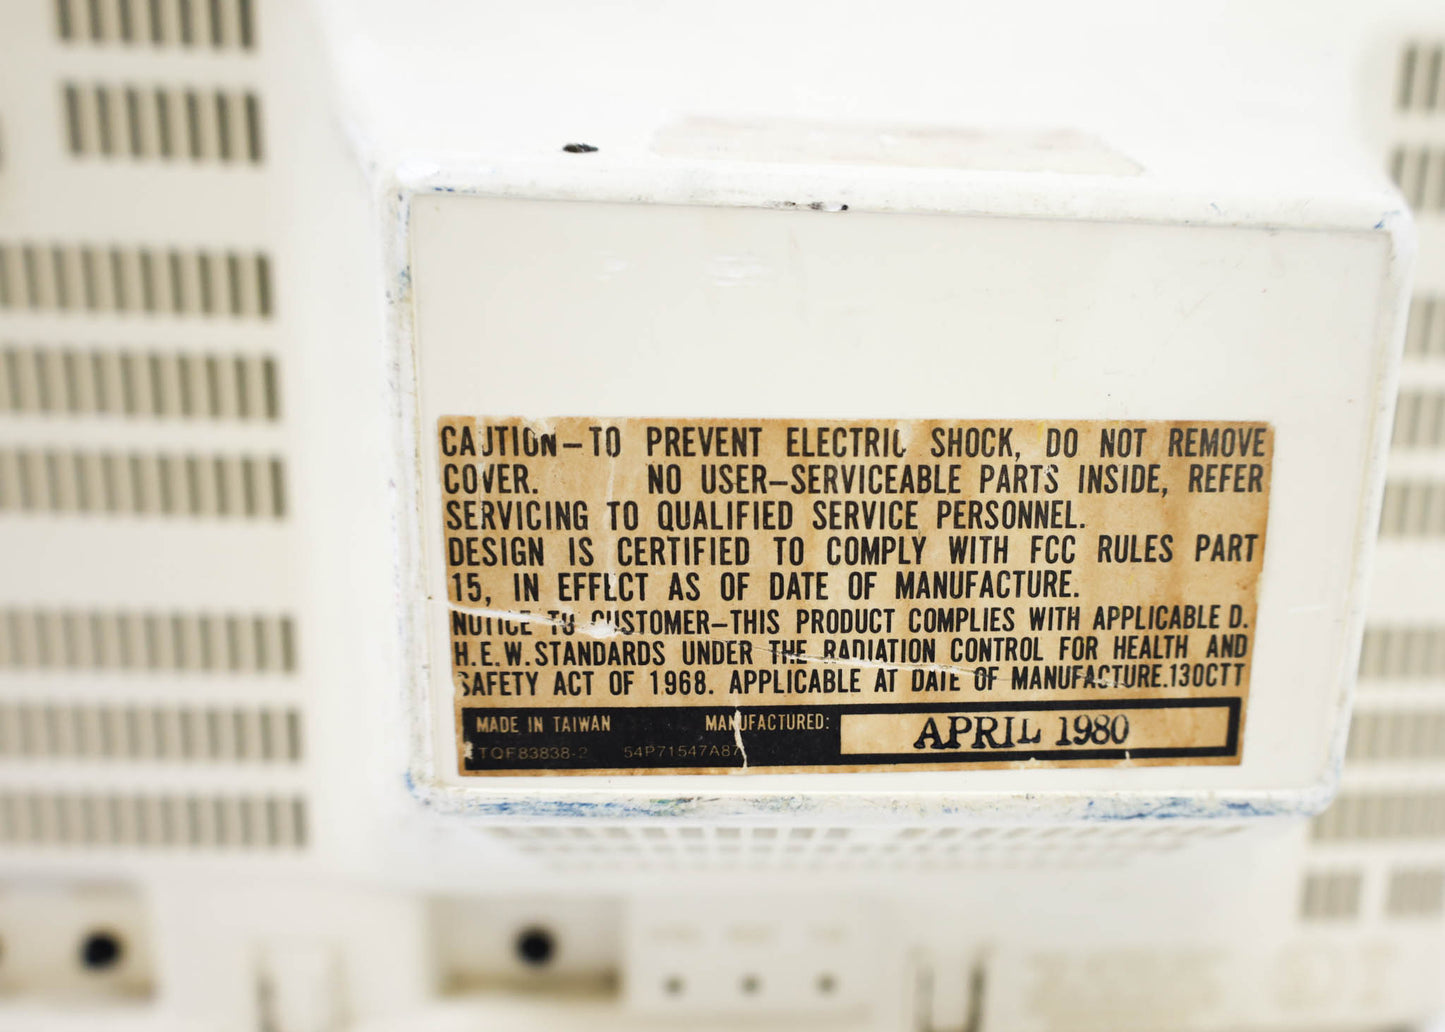 CAUTION—TO PREVENT ELECTRIC SHOCK, DO NOT REMOVE
COVER. NO USER—SERVICEABLE PARTS INSIDE, REFER
SERVICING TO QUALIFIED SERVICE PERSONNEL.
DESIGN IS CERTIFIED TO COMPLY WITH FCC RULES PART
15, IN EFFECT AS OF DATE OF MANUFACTURE.
NOTICE TO CUSTOMER—THIS PRODUCT COMPLIES WITH APPLICABLE D.
H.E.W. STANDARDS UNDER THE RADIATION CONTROL FOR HEALTH AND
SAFETY ACT OF 1968. APPLICABLE AT DATE OF MANUFACTURE.130CTT
MADE IN TAIWAN MANUFACTURED: APRIL 1980
TQF83838-2 54P71547A87